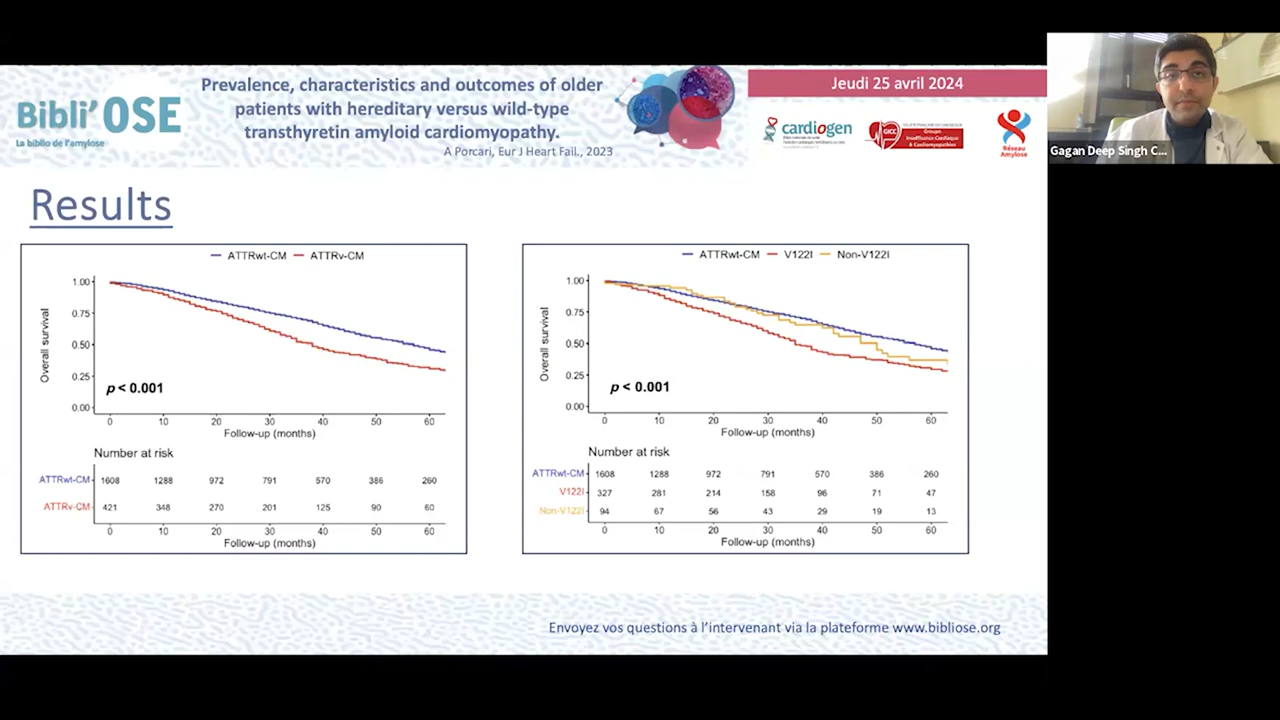 Bibli'OSE
La biblio de l'amylose
Prevalence, characteristics and outcomes of older
patients with hereditary versus wild-type
transthyretin amyloid cardiomyopathy.
A Porcari, Eur J Heart Fail., 2023
Jeudi 25 avril 2024
cardiogen
GICC
Groupe
Insuffisance Cardiaque
& Cardiomyopathies
Réseau
Amylose
Gagan Deep Singh C...
Results
ATTRwt-CM ATTRv-CM
Overall survival
1.00
0.75
0.50
0.25
0.00
p < 0.001
0 10 20 30 40 50 60
Follow-up (months)
Number at risk
ATTRwt-CM 1608 1288 972 791 570 386 260
ATTRv-CM 421 348 270 201 125 90 60
0 10 20 30 40 50 60
Follow-up (months)
ATTRwt-CM V122I Non-V122I
Overall survival
1.00
0.75
0.50
0.25
0.00
p < 0.001
0 10 20 30 40 50 60
Follow-up (months)
Number at risk
ATTRwt-CM 1608 1288 972 791 570 386 260
V122I 327 281 214 158 96 71 47
Non-V122I 94 67 56 43 29 19 13
0 10 20 30 40 50 60
Follow-up (months)
Envoyez vos questions à l'intervenant via la plateforme www.bibliose.org